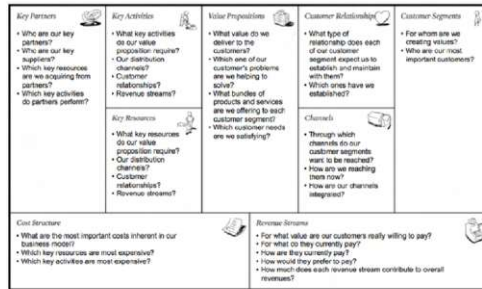 Key Partners
• Who are our key
partners?
• Who are our key
suppliers?
• Which key resources
are we acquiring from
partners?
• Which key activities
do partners perform?
Key Activities
• What key activities
do our value
proposition require?
• Our distribution
channels?
• Customer
relationships?
• Revenue streams?
Key Resources
• What key resources
do our value
proposition require?
• Our distribution
channels?
• Customer
relationships?
• Revenue streams?
Value Propositions
• What value do we
deliver to the
customers?
• Which one of our
customer's problems
are we helping to
solve?
• What bundles of
products and services
are we offering to each
customer segment?
• Which customer needs
are we satisfying?
Customer Relationship
• What type of
relationship does each
of our customer
segment expect us to
establish and maintain
with them?
• Which ones have we
established?
Channels
• Through which
channels do our
customer segments
want to be reached?
• How are we reaching
them now?
• How are our channels
integrated?
Customer Segments
• For whom are we
creating values?
• Who are our most
important customers?
Cost Structure
• What are the most important costs inherent in our
business model?
• Which key resources are most expensive?
• Which key activities are most expensive?
Revenue Streams
• For what value are our customers really willing to pay?
• For what do they currently pay?
• How are they currently pay?
• How would they prefer to pay?
• How much does each revenue stream contribute to overall
revenues?